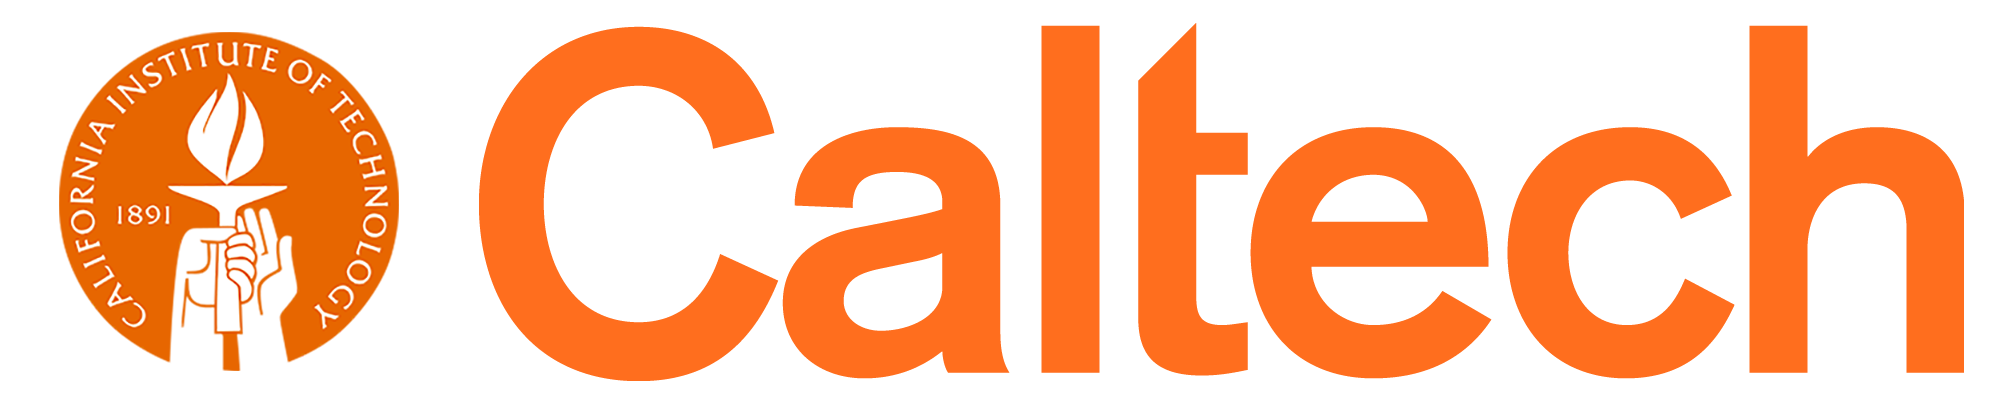 CALIFORNIA INSTITUTE OF TECHNOLOGY
1891
Caltech